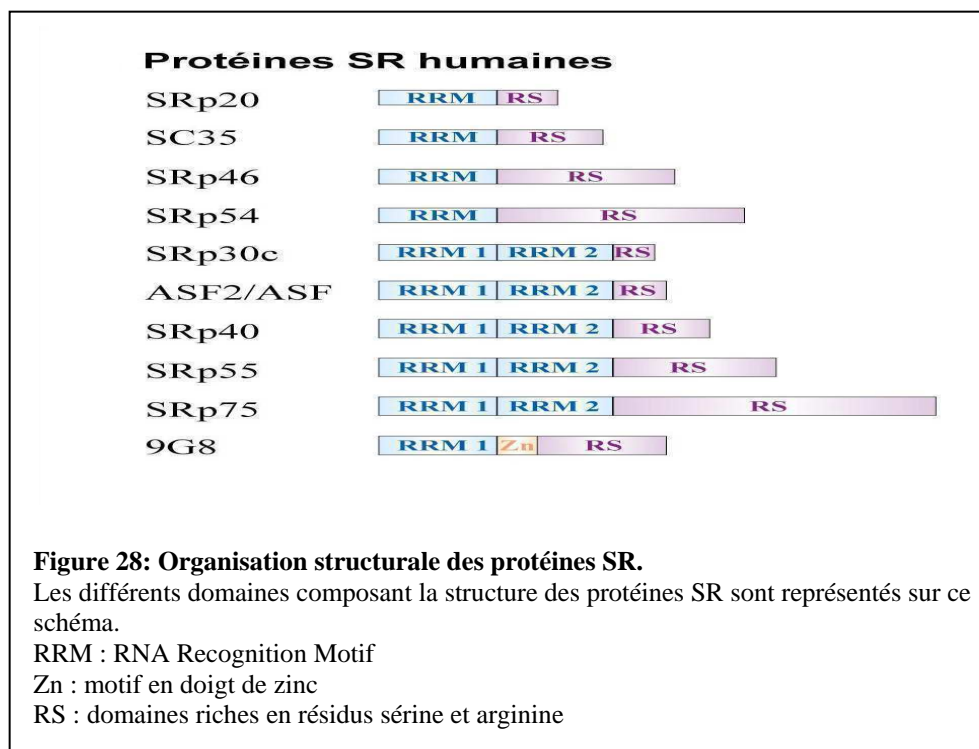 Protéines SR humaines
SRp20 RRM RS
SC35 RRM RS
SRp46 RRM RS
SRp54 RRM RS
SRp30c RRM 1 RRM 2 RS
ASF2/ASF RRM 1 RRM 2 RS
SRp40 RRM 1 RRM 2 RS
SRp55 RRM 1 RRM 2 RS
SRp75 RRM 1 RRM 2 RS
9G8 RRM 1 Zn RS
Figure 28: Organisation structurale des protéines SR.
Les différents domaines composant la structure des protéines SR sont représentés sur ce
schéma.
RRM : RNA Recognition Motif
Zn : motif en doigt de zinc
RS : domaines riches en résidus sérine et arginine